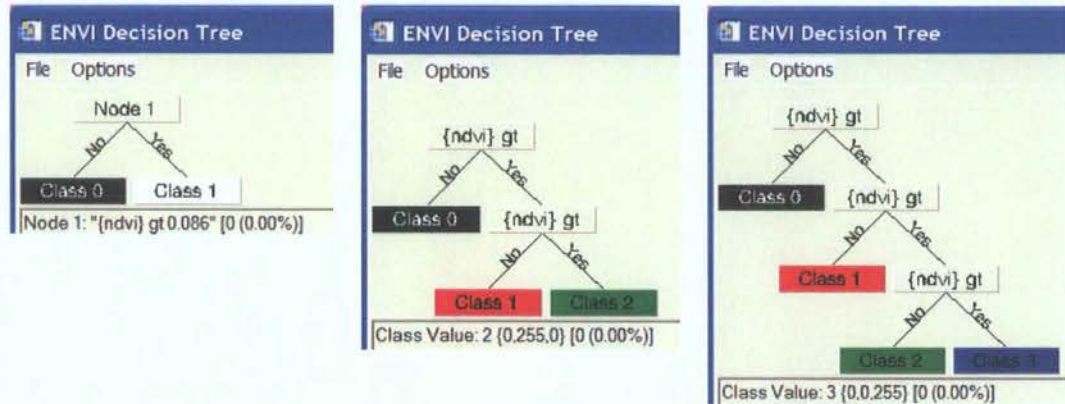 ENVI Decision Tree
File Options
Node 1
No Yes
Class 0 Class 1
Node 1: "{ndvi} gt 0.086" [0 (0.00%)]
ENVI Decision Tree
File Options
{ndvi} gt
No Yes
Class 0 {ndvi} gt
No Yes
Class 1 Class 2
Class Value: 2 {0,255,0} [0 (0.00%)]
ENVI Decision Tree
File Options
{ndvi} gt
No Yes
Class 0 {ndvi} gt
No Yes
Class 1 {ndvi} gt
No Yes
Class 2 Class 3
Class Value: 3 {0,0,255} [0 (0.00%)]